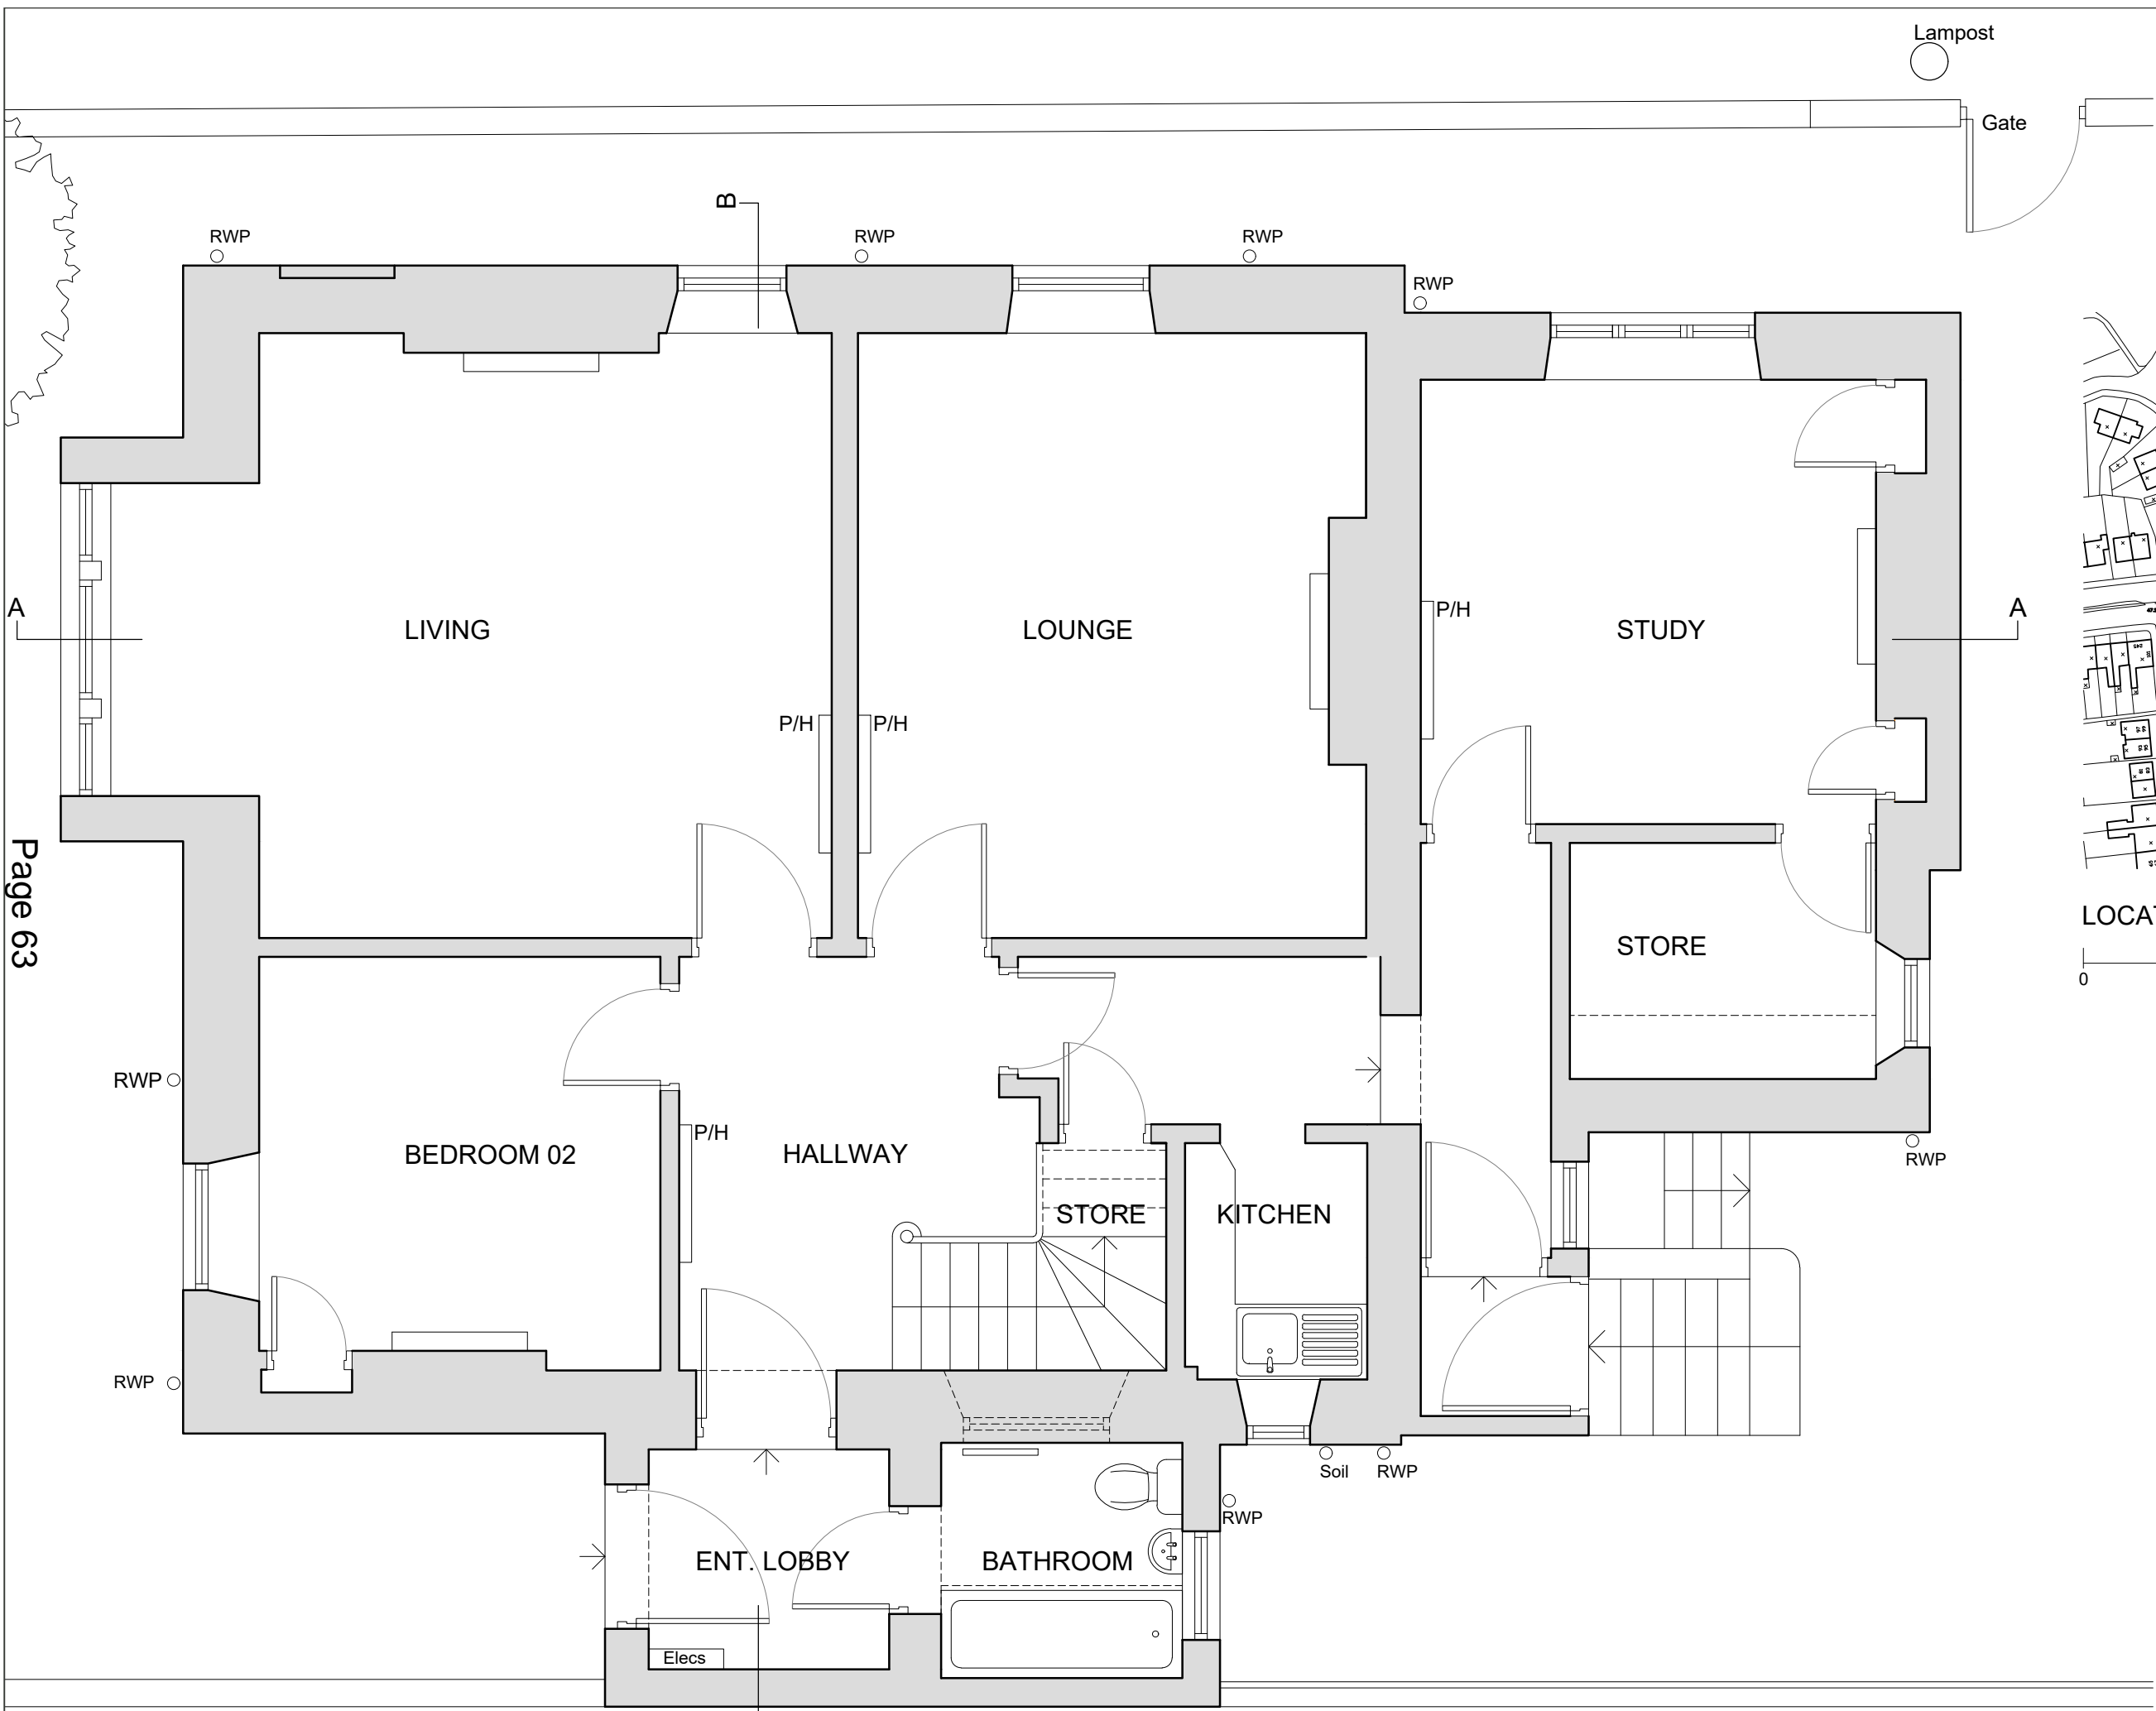 Lampost
Gate
B
RWP
RWP
RWP
RWP
A
A
LIVING
LOUNGE
STUDY
P/H
P/H
P/H
Page 63
LOCAT
0
STORE
RWP
BEDROOM 02
P/H
HALLWAY
STORE
KITCHEN
RWP
RWP
Soil
RWP
RWP
ENT. LOBBY
BATHROOM
Elecs